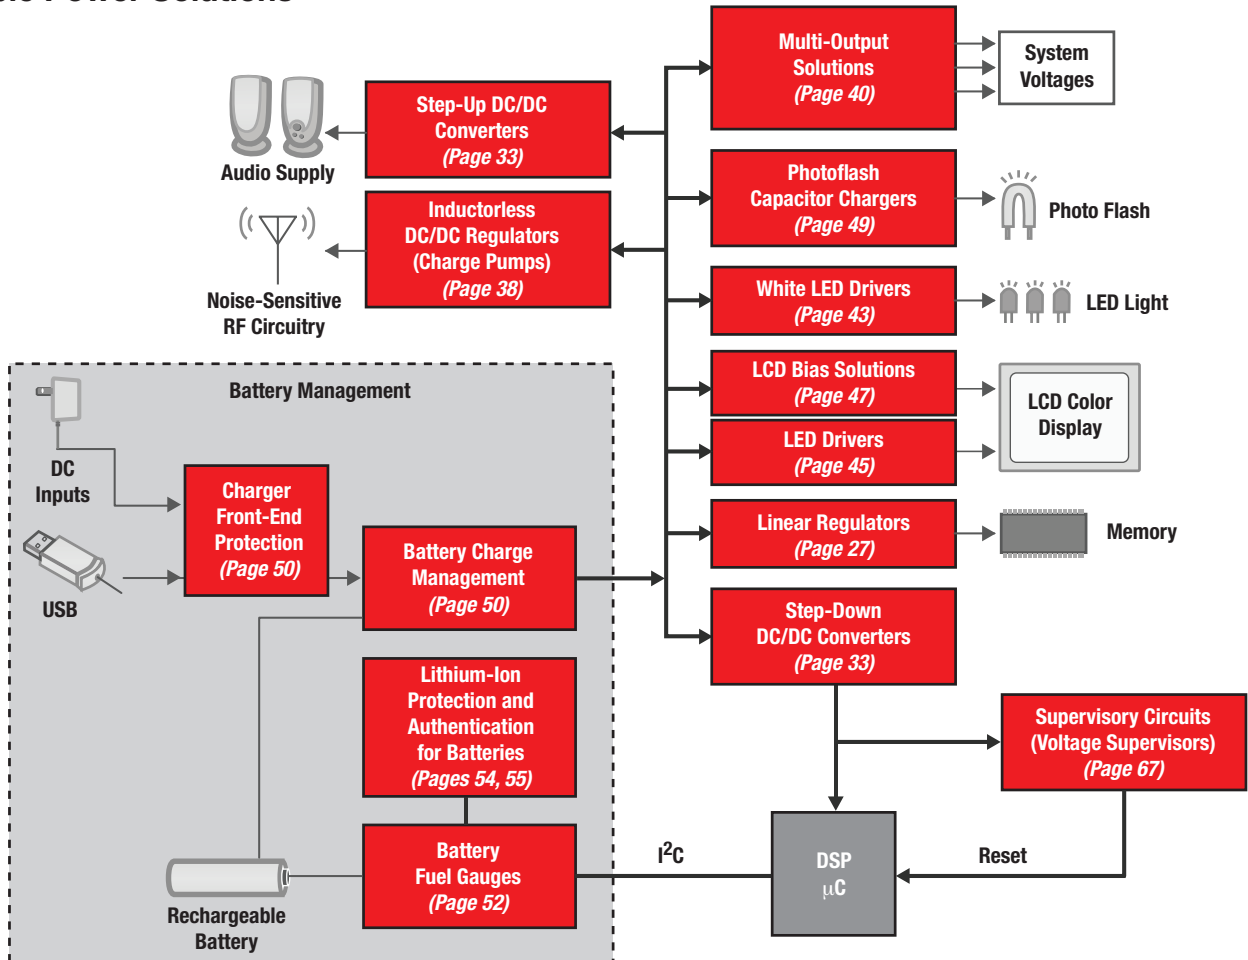 Power Solutions
Multi-Output
Solutions
(Page 40)
System
Voltages
Step-Up DC/DC
Converters
(Page 33)
Audio Supply
Photoflash
Capacitor Chargers
(Page 49)
Photo Flash
Inductorless
DC/DC Regulators
(Charge Pumps)
(Page 38)
Noise-Sensitive
RF Circuitry
White LED Drivers
(Page 43)
LED Light
Battery Management
LCD Bias Solutions
(Page 47)
LCD Color
Display
LED Drivers
(Page 45)
DC
Inputs
Charger
Front-End
Protection
(Page 50)
USB
Battery Charge
Management
(Page 50)
Linear Regulators
(Page 27)
Memory
Step-Down
DC/DC Converters
(Page 33)
Lithium-Ion
Protection and
Authentication
for Batteries
(Pages 54, 55)
Supervisory Circuits
(Voltage Supervisors)
(Page 67)
Battery
Fuel Gauges
(Page 52)
I²C
DSP
µC
Reset
Rechargeable
Battery